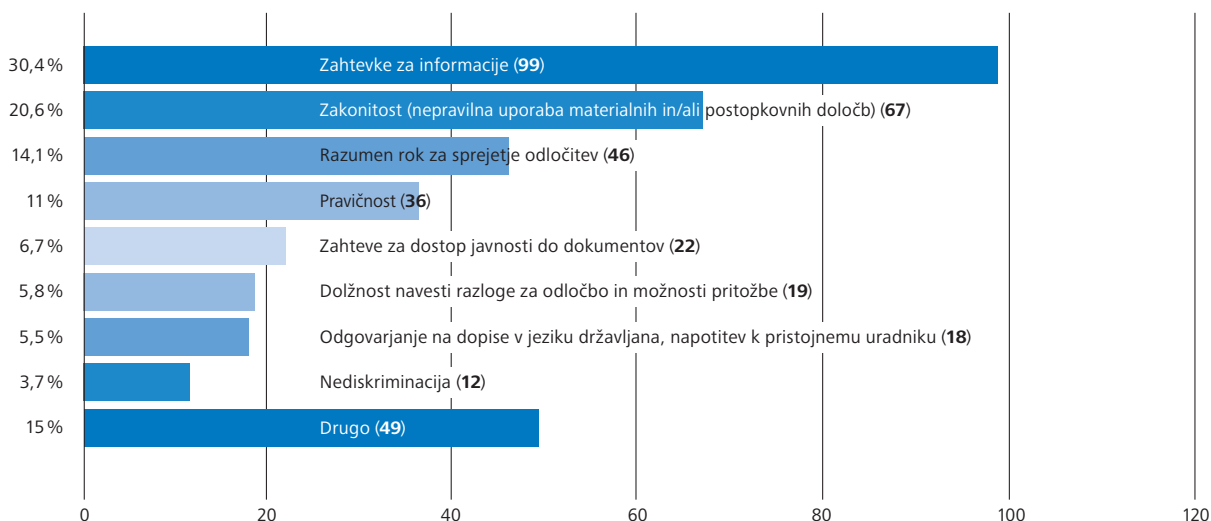 30,4 % Zahtevke za informacije (99)
20,6 % Zakonitost (nepravilna uporaba materialnih in/ali postopkovnih določb) (67)
14,1 % Razumen rok za sprejetje odločitev (46)
11 % Pravičnost (36)
6,7 % Zahteve za dostop javnosti do dokumentov (22)
5,8 % Dolžnost navesti razloge za odločbo in možnosti pritožbe (19)
5,5 % Odgovarjanje na dopise v jeziku državljana, napotitev k pristojnemu uradniku (18)
3,7 % Nediskriminacija (12)
15 % Drugo (49)
0 20 40 60 80 100 120